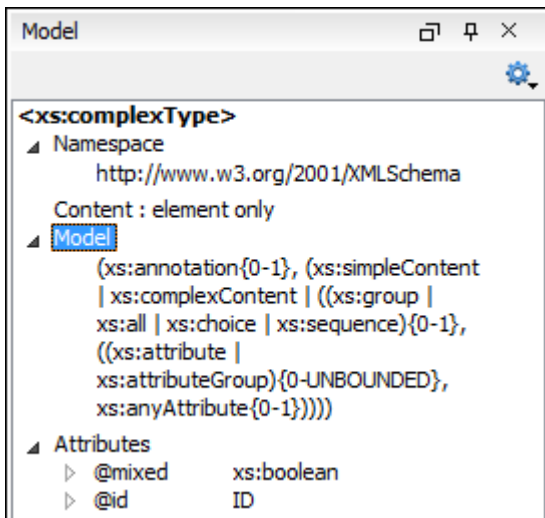 Model
<xs:complexType>
Namespace
http://www.w3.org/2001/XMLSchema
Content : element only
Model
(xs:annotation{0-1}, (xs:simpleContent
| xs:complexContent | ((xs:group |
xs:all | xs:choice | xs:sequence){0-1},
((xs:attribute |
xs:attributeGroup){0-UNBOUNDED},
xs:anyAttribute{0-1}))))
Attributes
@mixed xs:boolean
@id ID